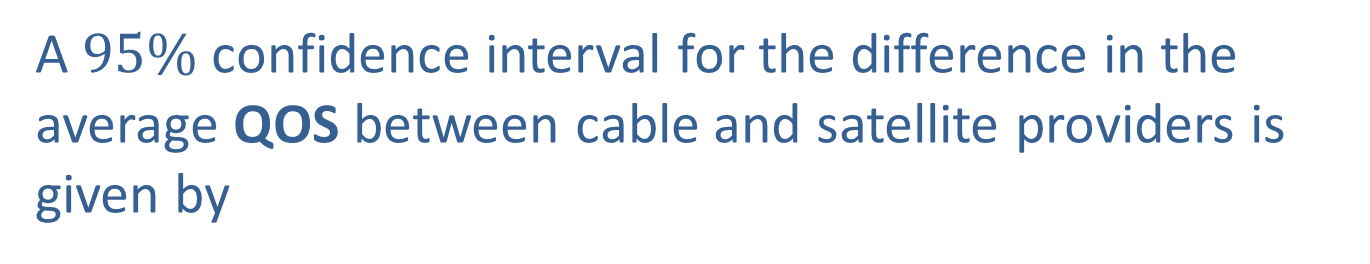 A 95% confidence interval for the difference in the
average QOS between cable and satellite providers is
given by